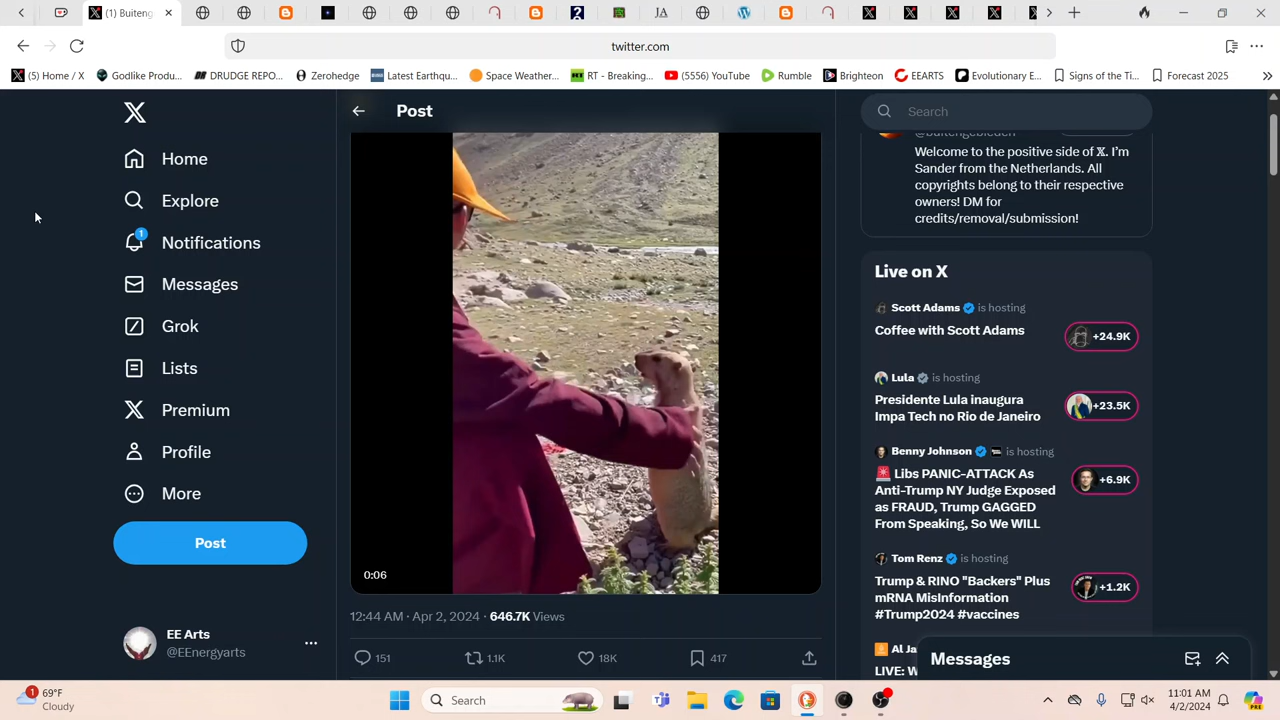 (1) Buiteng
JA
twitter.com
(5) Home / X
Godlike Produ...
DRUDGE REPO...
Zerohedge
Latest Earthqu...
Space Weather...
RT - Breaking...
(5556) YouTube
Rumble
Brighteon
EEARTS
Evolutionary E...
Signs of the Ti...
Forecast 2025
Post
Search
Home
Explore
1
Notifications
Messages
Grok
Lists
Premium
Profile
More
Post
EE Arts
@EEnergyarts
0:06
12:44 AM · Apr 2, 2024 · 646.7K Views
151
1.1K
18K
417
@buitengebieden
Welcome to the positive side of X. I'm
Sander from the Netherlands. All
copyrights belong to their respective
owners! DM for
credits/removal/submission!
Live on X
Scott Adams is hosting
Coffee with Scott Adams
+24.9K
Lula is hosting
Presidente Lula inaugura
Impa Tech no Rio de Janeiro
+23.5K
Benny Johnson is hosting
Libs PANIC-ATTACK As
Anti-Trump NY Judge Exposed
as FRAUD, Trump GAGGED
From Speaking, So We WILL
+6.9K
Tom Renz is hosting
Trump & RINO "Backers" Plus
mRNA MisInformation
#Trump2024 #vaccines
+1.2K
Al Ja
LIVE: W
Messages
1
69°F
Cloudy
Search
11:01 AM
4/2/2024